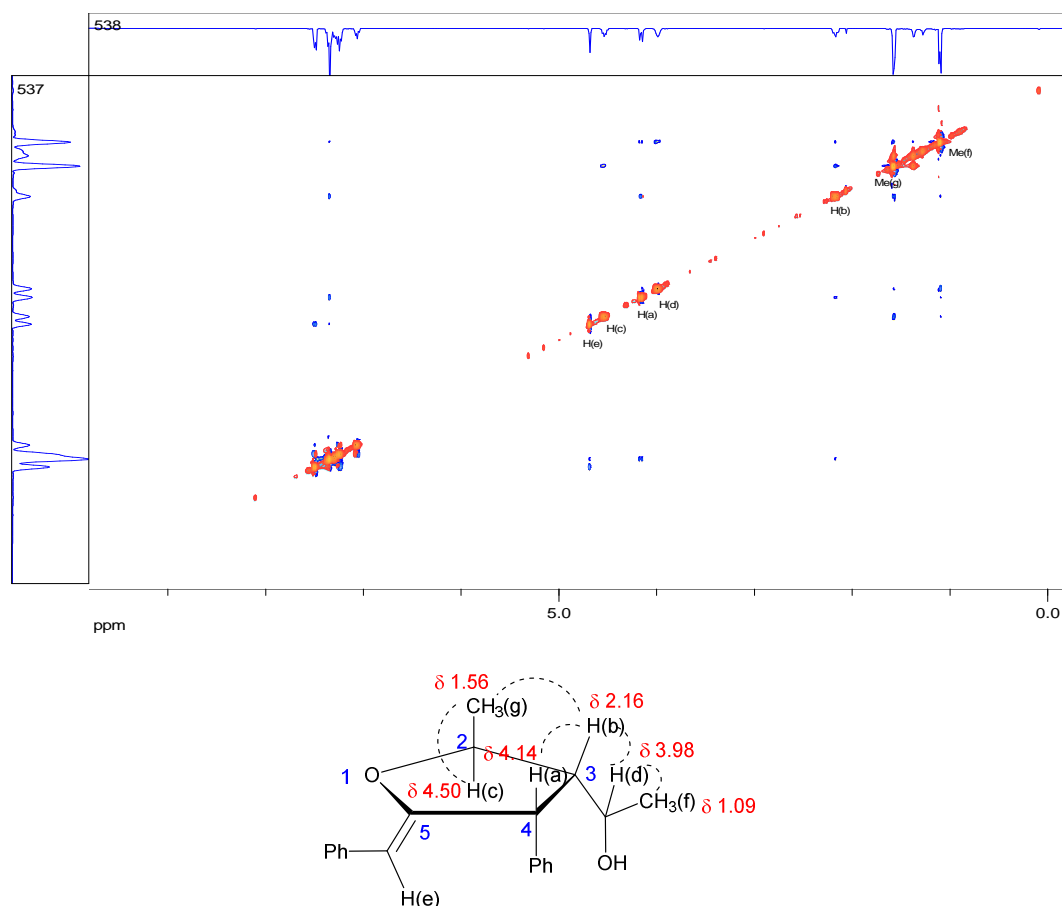 538
537
Me(f)
Me(g)
H(b)
H(d)
H(a)
H(c)
H(e)
5.0
0.0
ppm
δ 1.56
CH₃(g)
δ 2.16
H(b)
2
δ 4.14
δ 3.98
1
O
H(a)
3
H(d)
δ 4.50
H(c)
CH₃(f)
δ 1.09
5
4
Ph
Ph
OH
H(e)